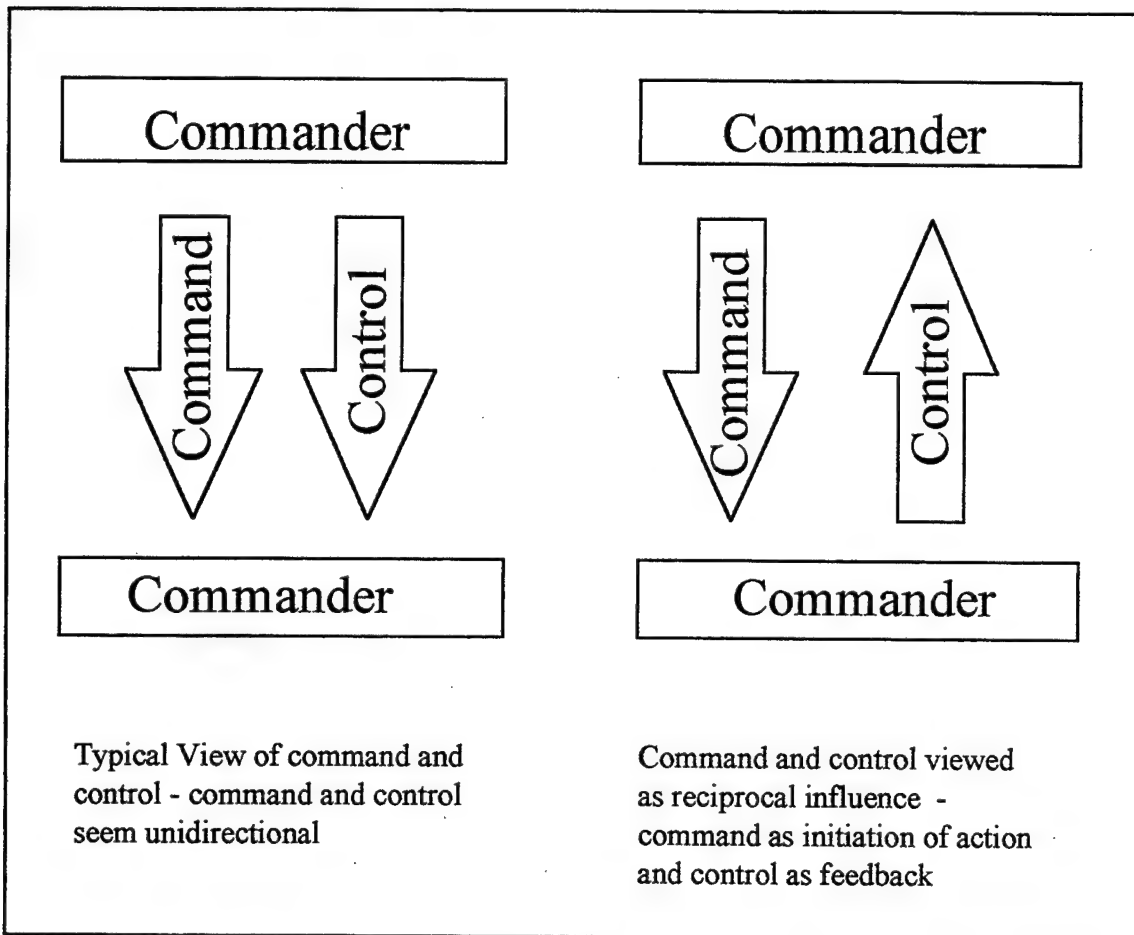 Commander
Command
Control
Commander
Typical View of command and
control - command and control
seem unidirectional
Commander
Command
Control
Commander
Command and control viewed
as reciprocal influence -
command as initiation of action
and control as feedback